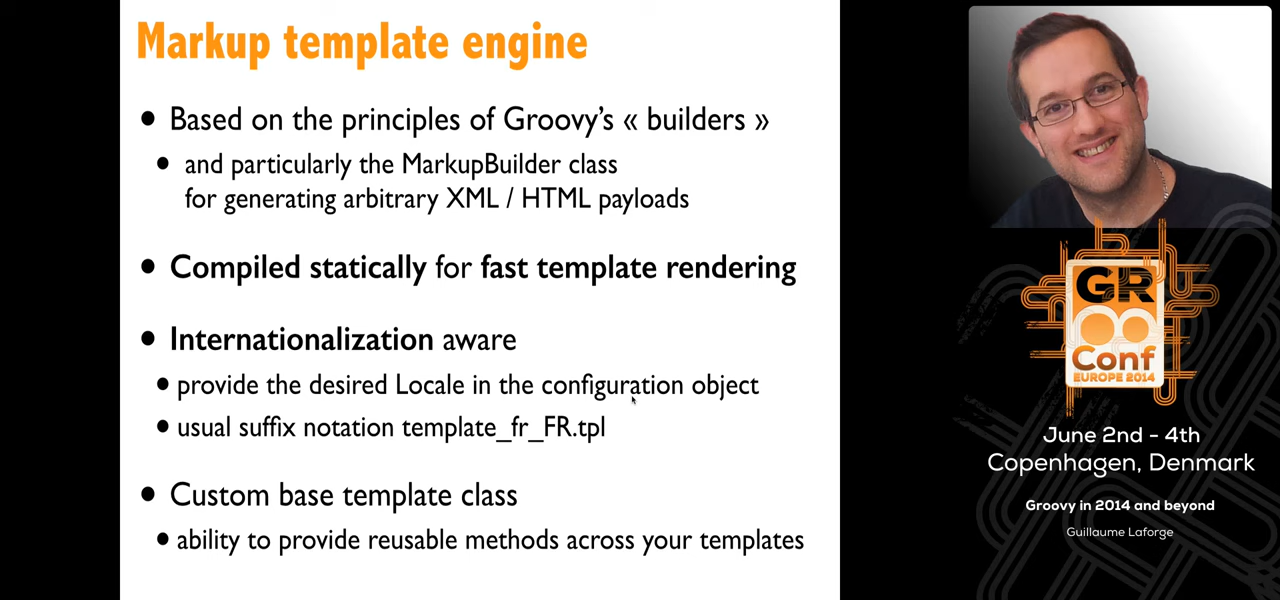 Markup template engine
• Based on the principles of Groovy's « builders »
• and particularly the MarkupBuilder class
for generating arbitrary XML / HTML payloads
• Compiled statically for fast template rendering
• Internationalization aware
• provide the desired Locale in the configuration object
• usual suffix notation template_fr_FR.tpl
• Custom base template class
• ability to provide reusable methods across your templates
GR
Conf
EUROPE 2014
June 2nd - 4th
Copenhagen, Denmark
Groovy in 2014 and beyond
Guillaume Laforge